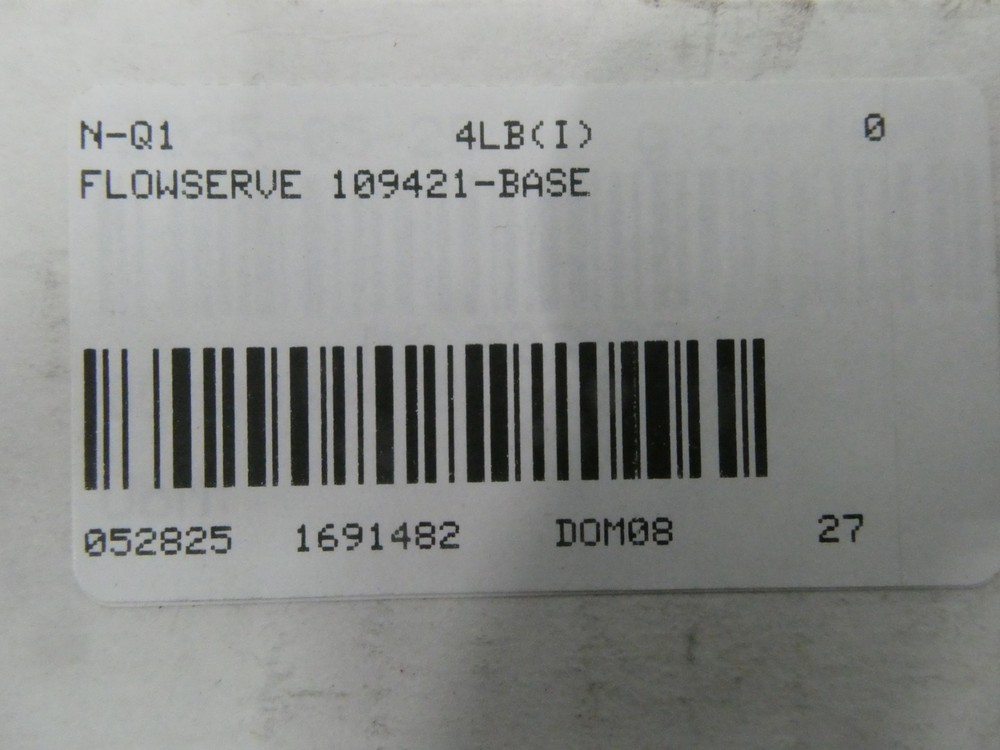 N-Q1 4LB(I) 0
FLOWSERVE 109421-BASE
052825 1691482 DOM08 27